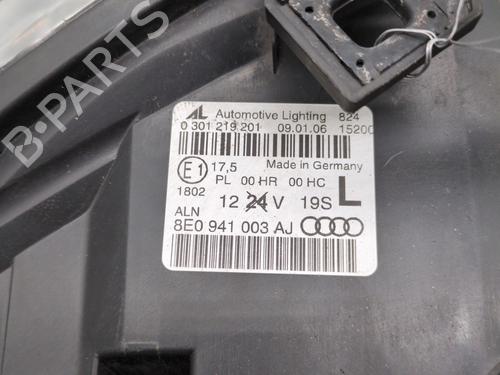 AL Automotive Lighting 824
0 301 219 201 09.01.06 15200
E1 17,5 Made in Germany
PL 00 HR 00 HC L
1802
12 24 V 19S
ALN
8E0 941 003 AJ
B-PARTS